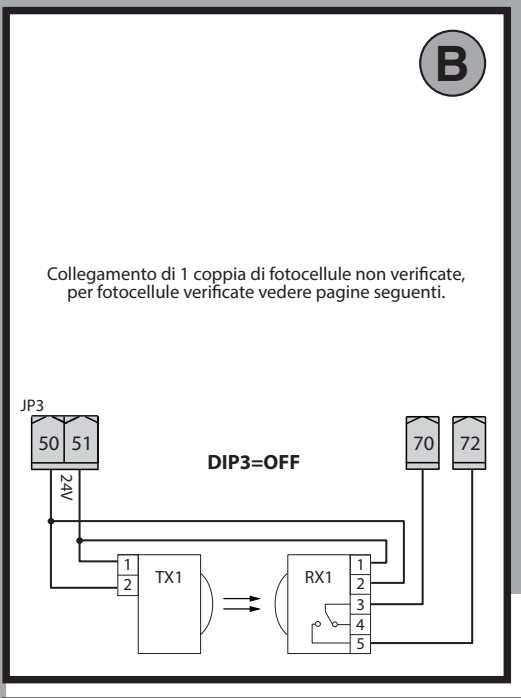 B
Collegamento di 1 coppia di fotocellule non verificate,
per fotocellule verificate vedere pagine seguenti.
JP3
50 51
70 72
DIP3=OFF
24V
1
2
TX1
RX1
1
2
3
4
5